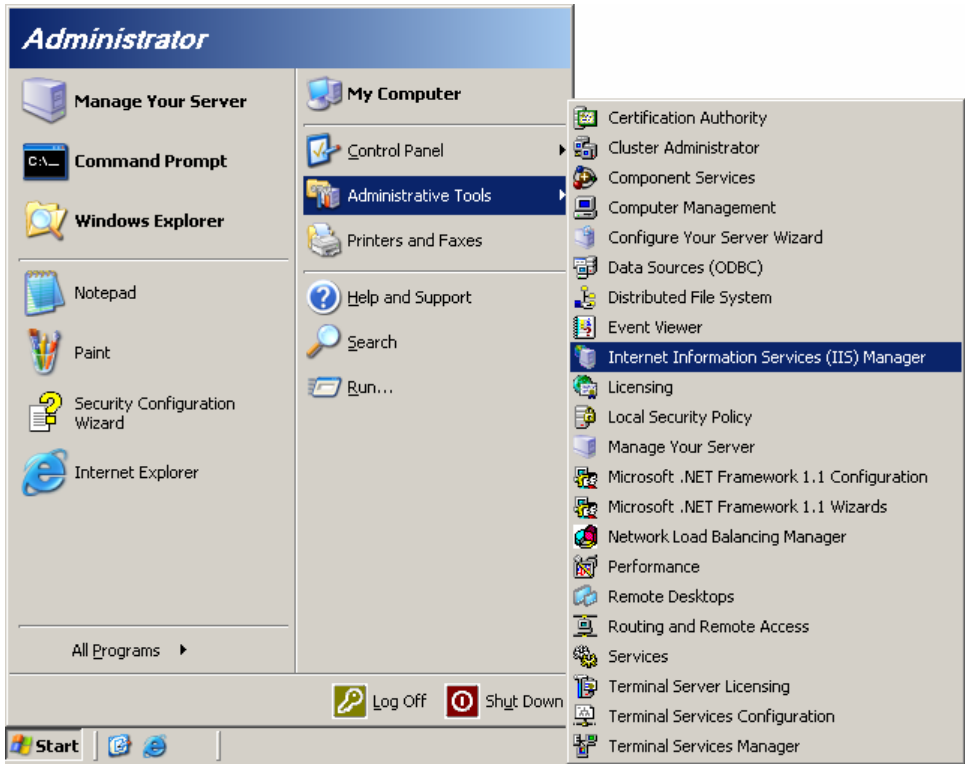 Administrator
Manage Your Server
Command Prompt
Windows Explorer
Notepad
Paint
Security Configuration
Wizard
Internet Explorer
All Programs
My Computer
Control Panel
Administrative Tools
Printers and Faxes
Help and Support
Search
Run...
Log Off
Shut Down
Start
Certification Authority
Cluster Administrator
Component Services
Computer Management
Configure Your Server Wizard
Data Sources (ODBC)
Distributed File System
Event Viewer
Internet Information Services (IIS) Manager
Licensing
Local Security Policy
Manage Your Server
Microsoft .NET Framework 1.1 Configuration
Microsoft .NET Framework 1.1 Wizards
Network Load Balancing Manager
Performance
Remote Desktops
Routing and Remote Access
Services
Terminal Server Licensing
Terminal Services Configuration
Terminal Services Manager